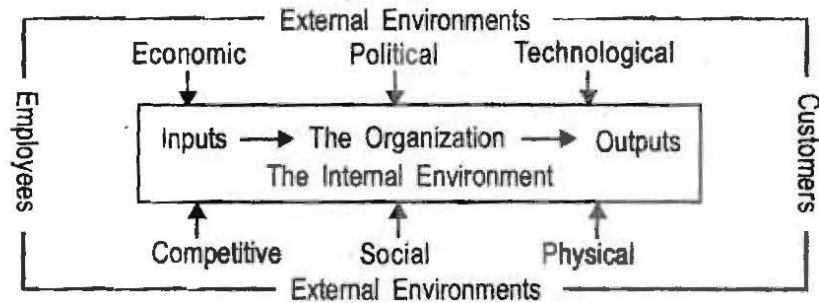 External Environments
Economic Political Technological
Employees
Inputs The Organization Outputs
The Internal Environment
Customers
Competitive Social Physical
External Environments